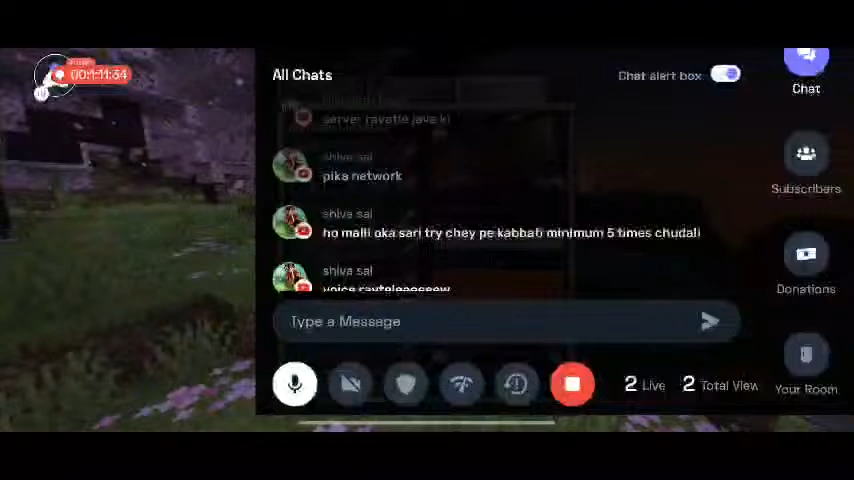 00:11:34
All Chats
Chat alert box
Chat
server ravatle java ki
shiva sai
pika network
Subscribers
shiva sai
ho malli oka sari try chey pe kabbati minimum 5 times chudali
shiva sai
voice ravteleeeeeew
Donations
Type a Message
2 Live 2 Total View
Your Room